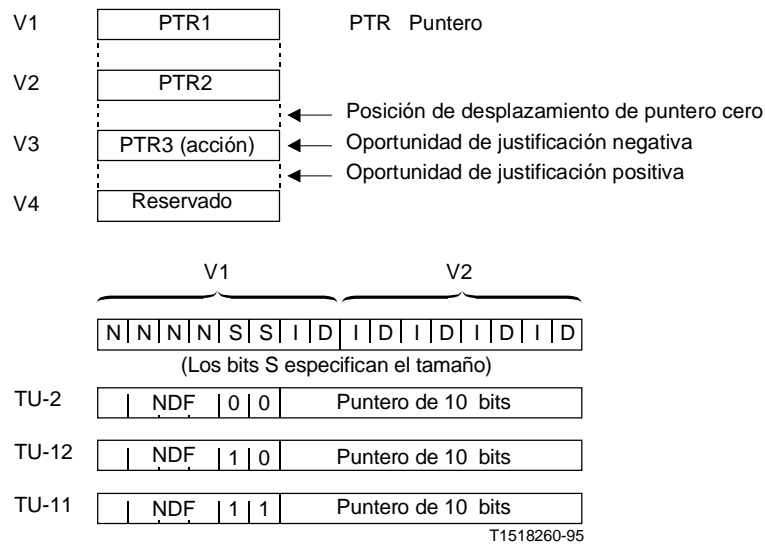 V1 PTR1 PTR Puntero
V2 PTR2
Posición de desplazamiento de puntero cero
V3 PTR3 (acción) Oportunidad de justificación negativa
Oportunidad de justificación positiva
V4 Reservado
V1 V2
N N N N S S I D I D I D I D I D
(Los bits S especifican el tamaño)
TU-2 NDF 0 0 Puntero de 10 bits
TU-12 NDF 1 0 Puntero de 10 bits
TU-11 NDF 1 1 Puntero de 10 bits
T1518260-95